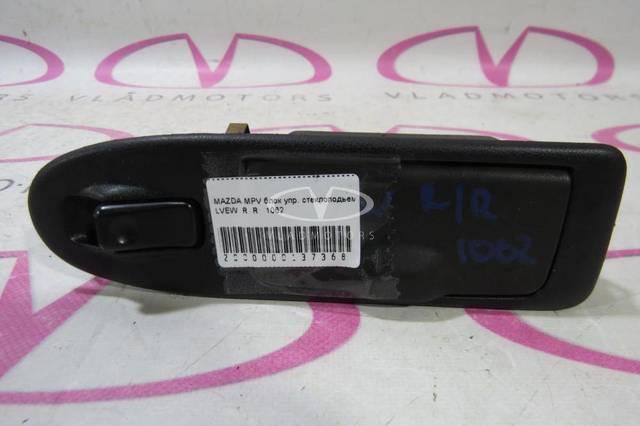 VLADMOTORS
MAZDA MPV блок упр. стеклоподъем
LVEW R R 1062
2000000137368
R/R
1062